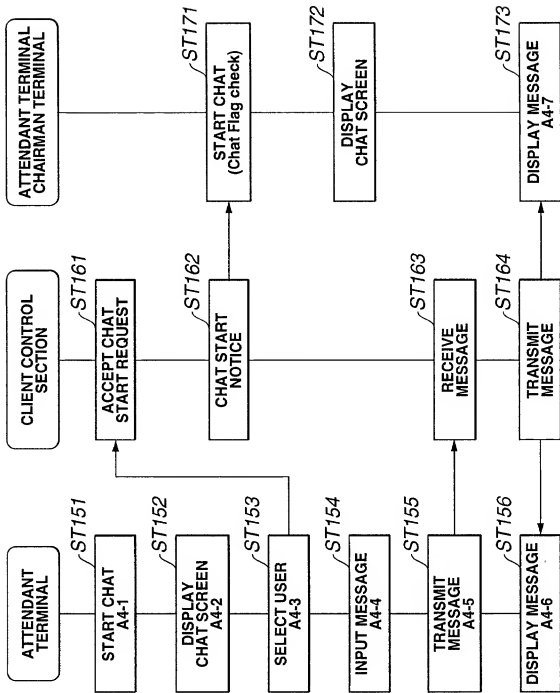 ATTENDANT
TERMINAL
ST151
START CHAT
A4-1
ST152
DISPLAY
CHAT SCREEN
A4-2
ST153
SELECT USER
A4-3
ST154
INPUT MESSAGE
A4-4
ST155
TRANSMIT
MESSAGE
A4-5
ST156
DISPLAY MESSAGE
A4-6
CLIENT CONTROL
SECTION
ST161
ACCEPT CHAT
START REQUEST
ST162
CHAT START
NOTICE
ST163
RECEIVE
MESSAGE
ST164
TRANSMIT
MESSAGE
ATTENDANT TERMINAL
CHAIRMAN TERMINAL
ST171
START CHAT
(Chat Flag check)
ST172
DISPLAY
CHAT SCREEN
ST173
DISPLAY MESSAGE
A4-7